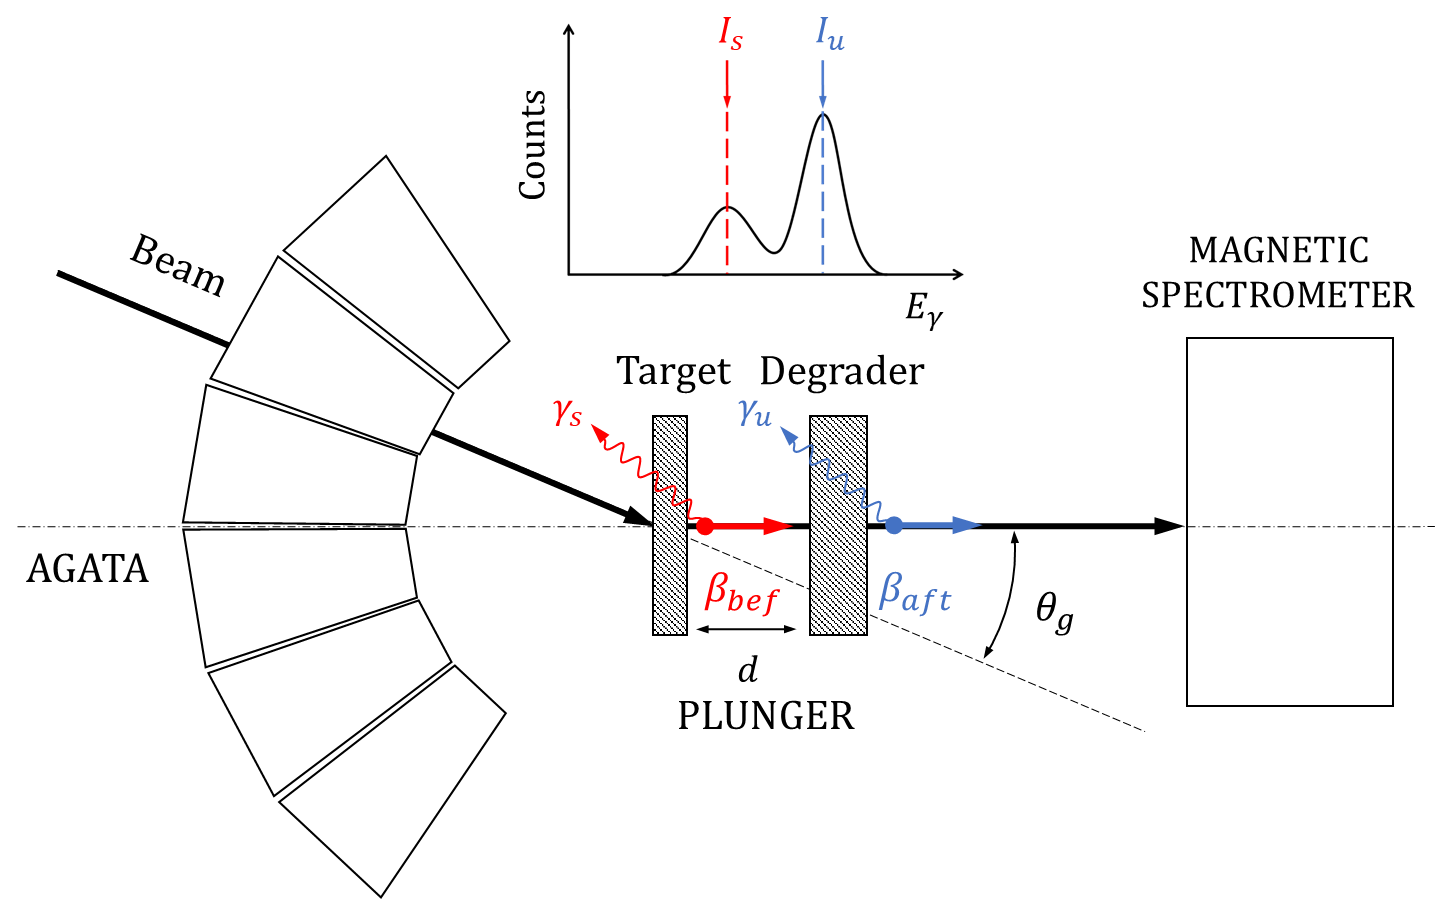 I_s I_u
Counts
E_γ
Beam
MAGNETIC
SPECTROMETER
Target Degrader
γ_s γ_u
AGATA
β_bef β_aft
θ_g
d
PLUNGER